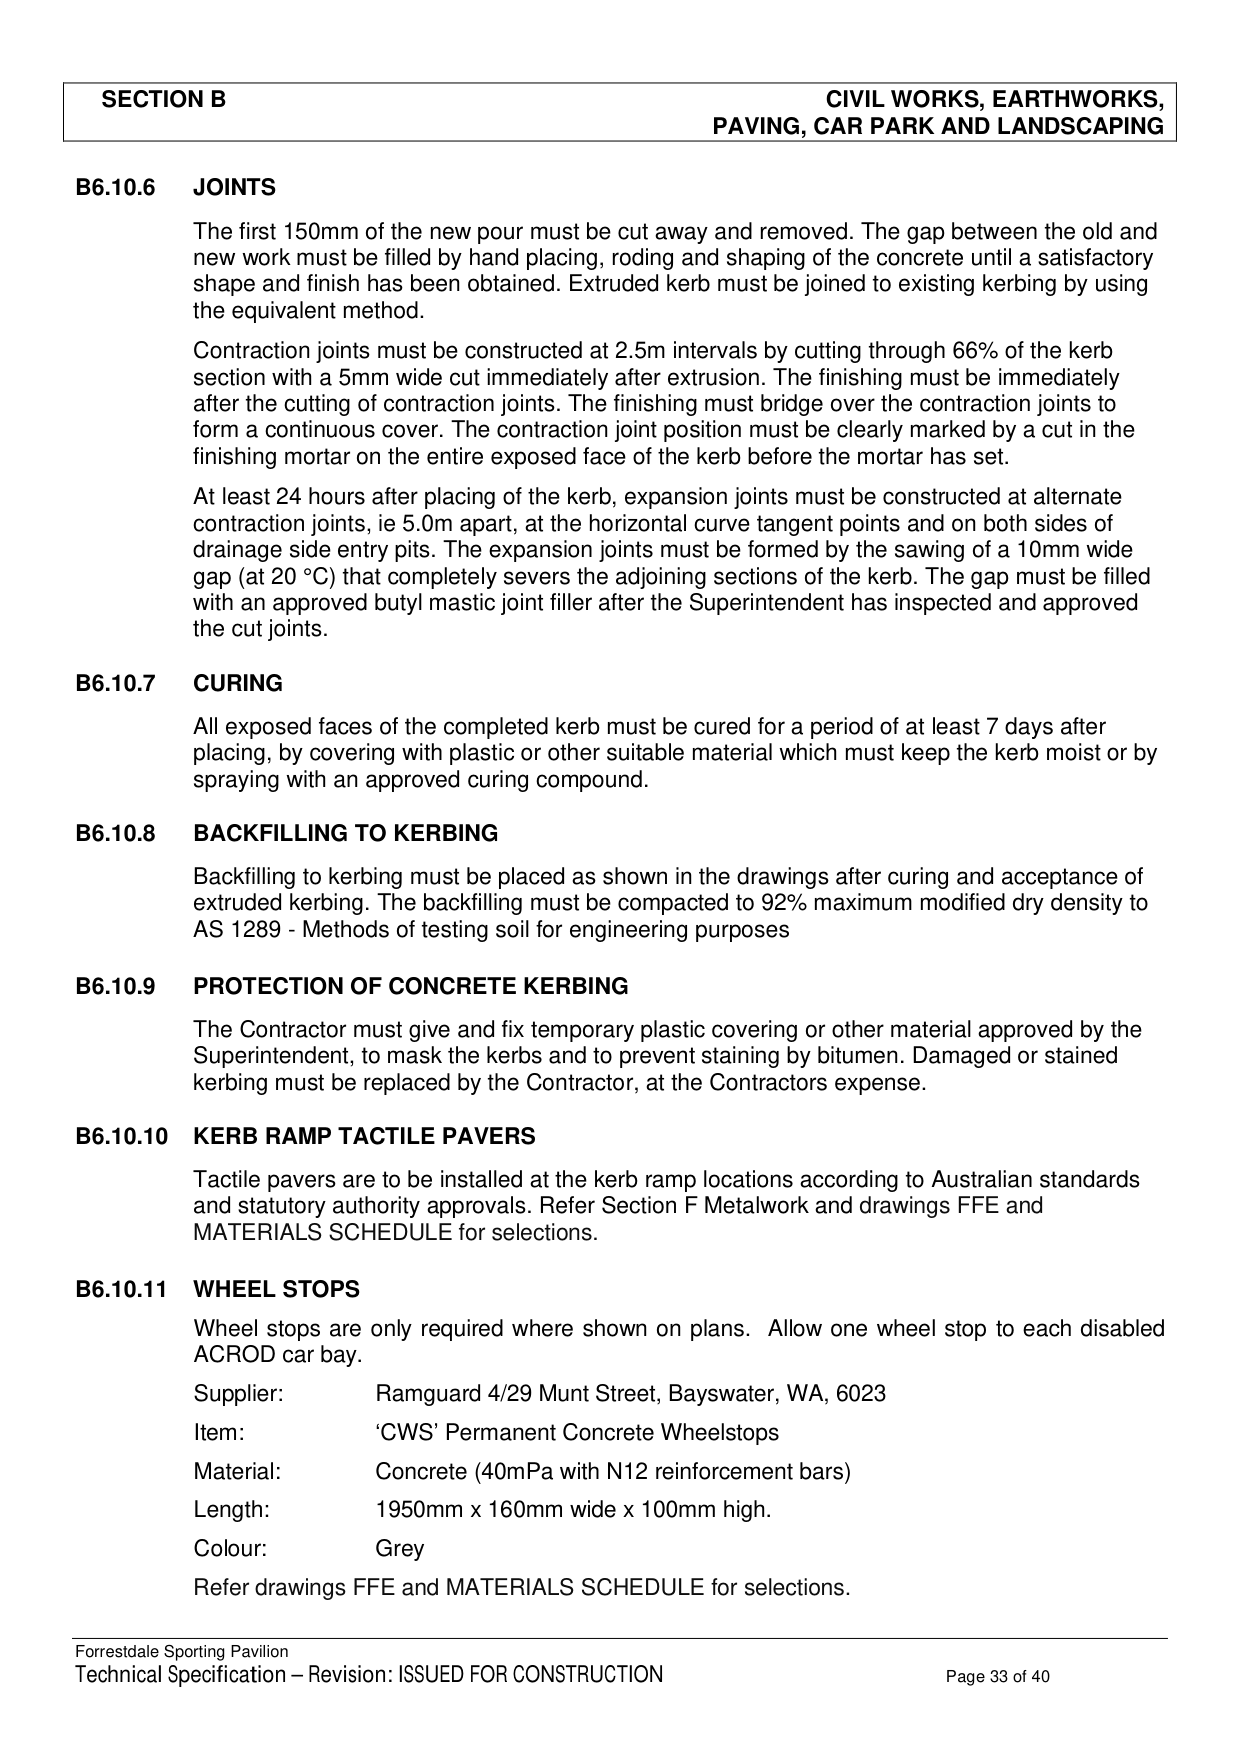 SECTION B CIVIL WORKS, EARTHWORKS,
PAVING, CAR PARK AND LANDSCAPING
B6.10.6 JOINTS
The first 150mm of the new pour must be cut away and removed. The gap between the old and
new work must be filled by hand placing, roding and shaping of the concrete until a satisfactory
shape and finish has been obtained. Extruded kerb must be joined to existing kerbing by using
the equivalent method.
Contraction joints must be constructed at 2.5m intervals by cutting through 66% of the kerb
section with a 5mm wide cut immediately after extrusion. The finishing must be immediately
after the cutting of contraction joints. The finishing must bridge over the contraction joints to
form a continuous cover. The contraction joint position must be clearly marked by a cut in the
finishing mortar on the entire exposed face of the kerb before the mortar has set.
At least 24 hours after placing of the kerb, expansion joints must be constructed at alternate
contraction joints, ie 5.0m apart, at the horizontal curve tangent points and on both sides of
drainage side entry pits. The expansion joints must be formed by the sawing of a 10mm wide
gap (at 20 °C) that completely severs the adjoining sections of the kerb. The gap must be filled
with an approved butyl mastic joint filler after the Superintendent has inspected and approved
the cut joints.
B6.10.7 CURING
All exposed faces of the completed kerb must be cured for a period of at least 7 days after
placing, by covering with plastic or other suitable material which must keep the kerb moist or by
spraying with an approved curing compound.
B6.10.8 BACKFILLING TO KERBING
Backfilling to kerbing must be placed as shown in the drawings after curing and acceptance of
extruded kerbing. The backfilling must be compacted to 92% maximum modified dry density to
AS 1289 - Methods of testing soil for engineering purposes
B6.10.9 PROTECTION OF CONCRETE KERBING
The Contractor must give and fix temporary plastic covering or other material approved by the
Superintendent, to mask the kerbs and to prevent staining by bitumen. Damaged or stained
kerbing must be replaced by the Contractor, at the Contractors expense.
B6.10.10 KERB RAMP TACTILE PAVERS
Tactile pavers are to be installed at the kerb ramp locations according to Australian standards
and statutory authority approvals. Refer Section F Metalwork and drawings FFE and
MATERIALS SCHEDULE for selections.
B6.10.11 WHEEL STOPS
Wheel stops are only required where shown on plans. Allow one wheel stop to each disabled
ACROD car bay.
Supplier: Ramguard 4/29 Munt Street, Bayswater, WA, 6023
Item: ‘CWS’ Permanent Concrete Wheelstops
Material: Concrete (40mPa with N12 reinforcement bars)
Length: 1950mm x 160mm wide x 100mm high.
Colour: Grey
Refer drawings FFE and MATERIALS SCHEDULE for selections.
Forrestdale Sporting Pavilion
Technical Specification – Revision: ISSUED FOR CONSTRUCTION Page 33 of 40